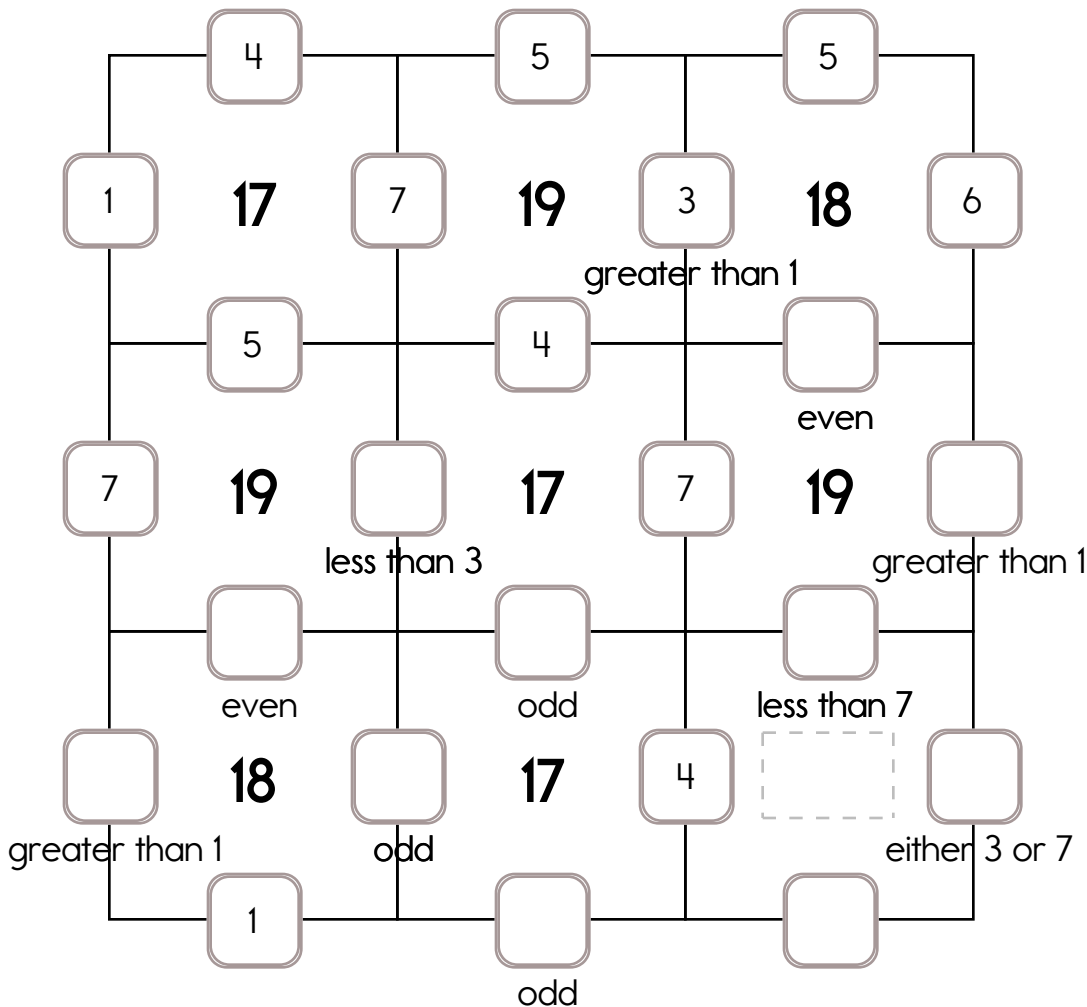 4 5 5
1 17 7 19 3 18 6
greater than 1
5 4
even
7 19 17 7 19
less than 3 greater than 1
even odd less than 7
18 17 4
greater than 1 odd either 3 or 7
1
odd